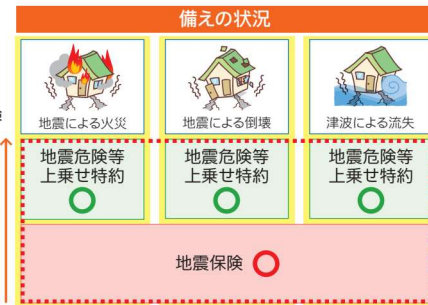 備えの状況
地震による火災
地震による倒壊
津波による流失
地震危険等
上乗せ特約
地震危険等
上乗せ特約
地震危険等
上乗せ特約
地震保険